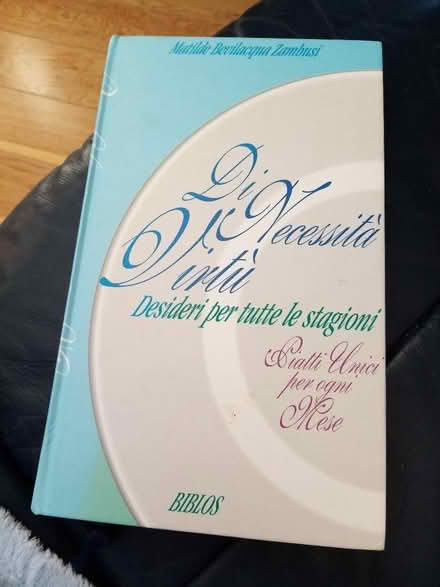 Matilde Bevilacqua Zambusi
Di Necessità
Virtù
Desideri per tutte le stagioni
Piatti Unici
per ogni
Mese
BIBLOS